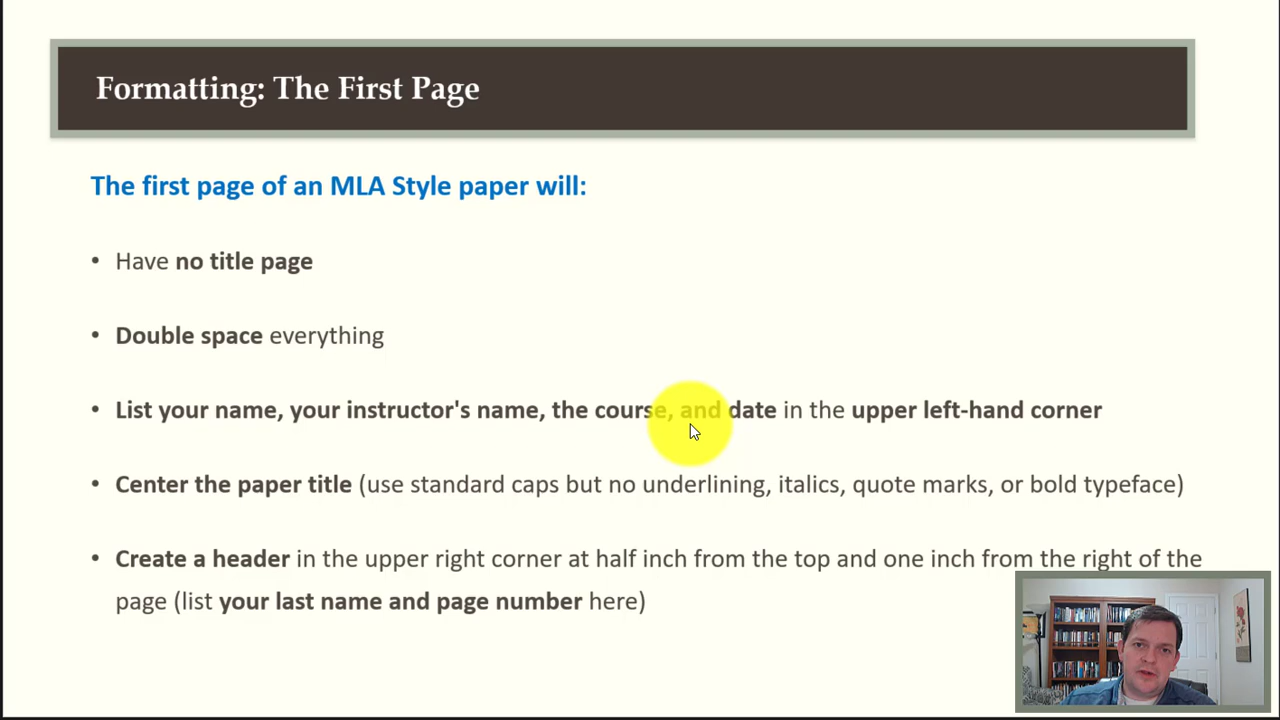 Formatting: The First Page
The first page of an MLA Style paper will:
• Have no title page
• Double space everything
• List your name, your instructor's name, the course, and date in the upper left-hand corner
• Center the paper title (use standard caps but no underlining, italics, quote marks, or bold typeface)
• Create a header in the upper right corner at half inch from the top and one inch from the right of the
page (list your last name and page number here)